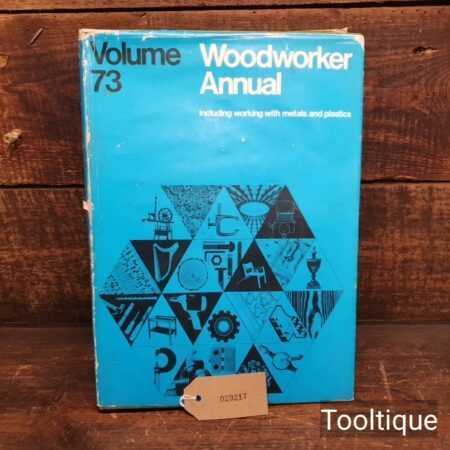 Volume
73
Woodworker
Annual
Including working with metals and plastics
029217
Tooltique